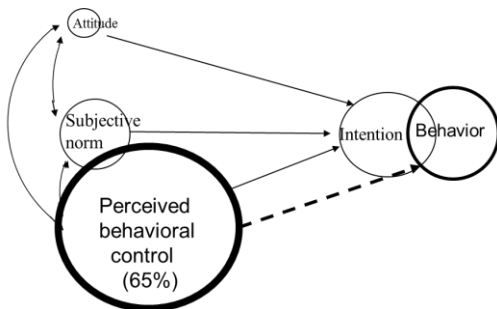 Attitude
Subjective
norm
Intention
Behavior
Perceived
behavioral
control
(65%)